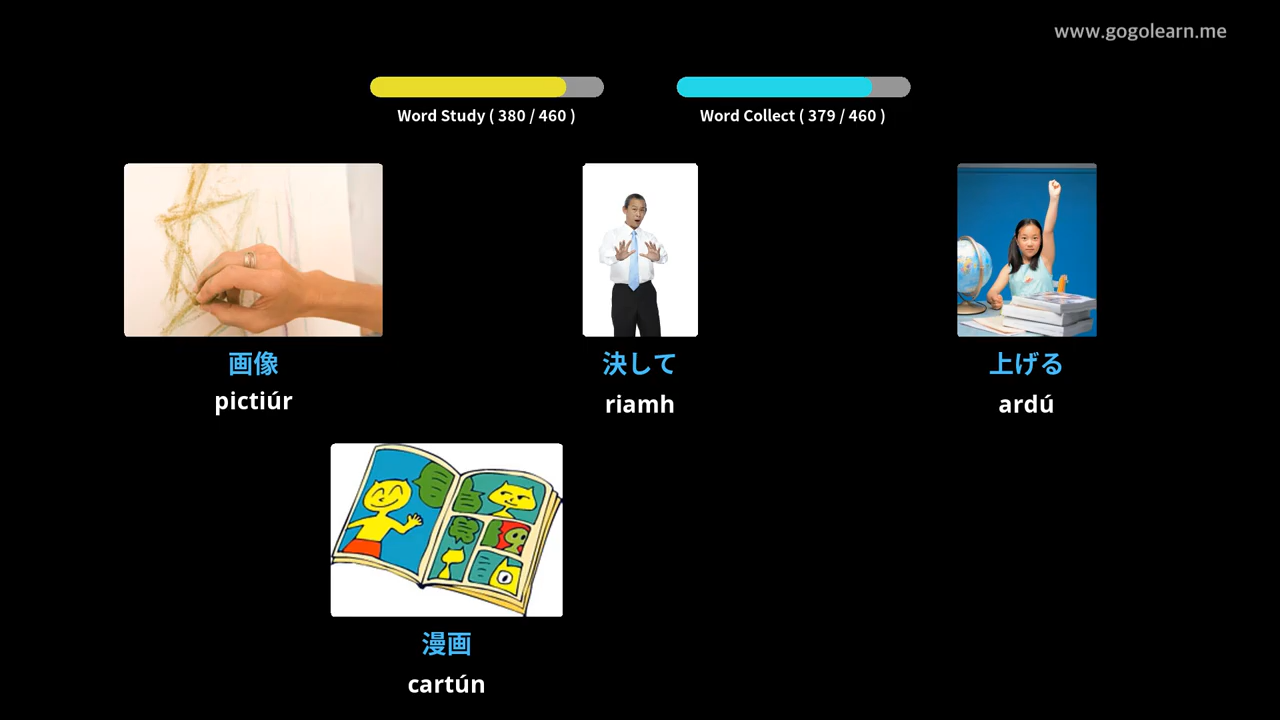 www.gogolearn.me
Word Study ( 380 / 460 )
Word Collect ( 379 / 460 )
画像
pictiúr
決して
riamh
上げる
ardú
漫画
cartún